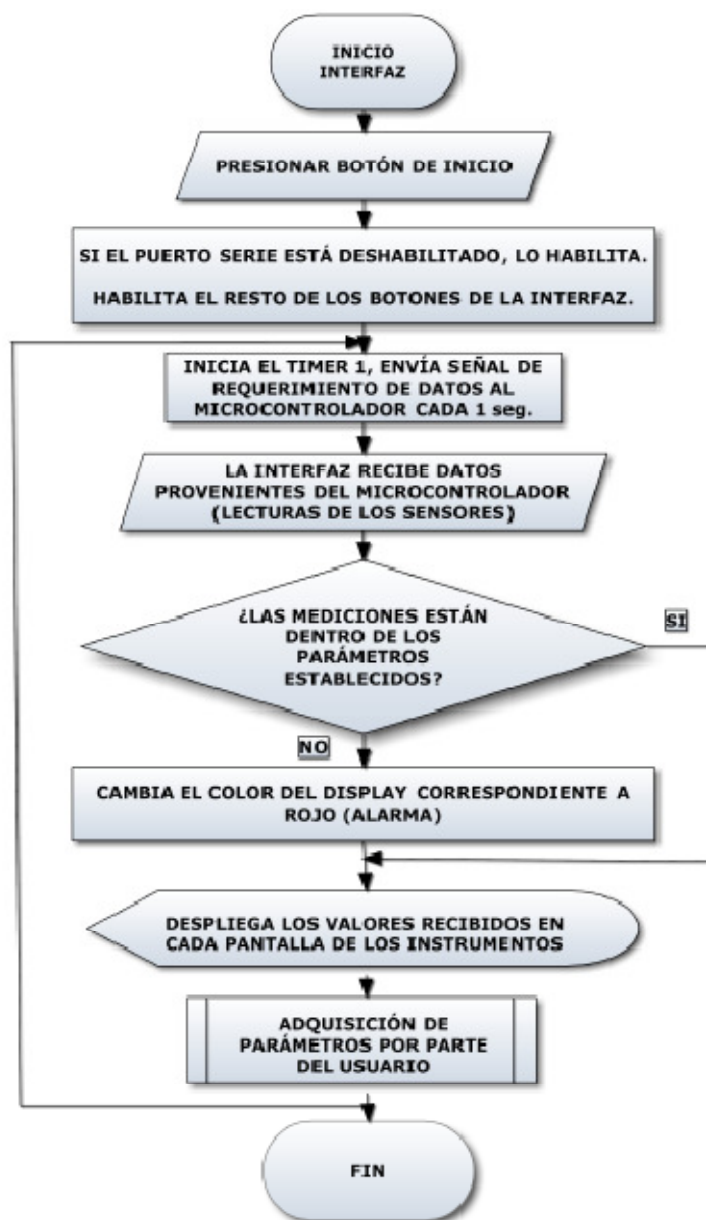 INICIO
INTERFAZ
PRESIONAR BOTÓN DE INICIO
SI EL PUERTO SERIE ESTÁ DESHABILITADO, LO HABILITA.
HABILITA EL RESTO DE LOS BOTONES DE LA INTERFAZ.
INICIA EL TIMER 1, ENVÍA SEÑAL DE
REQUERIMIENTO DE DATOS AL
MICROCONTROLADOR CADA 1 seg.
LA INTERFAZ RECIBE DATOS
PROVENIENTES DEL MICROCONTROLADOR
(LECTURAS DE LOS SENSORES)
¿LAS MEDICIONES ESTÁN
DENTRO DE LOS
PARÁMETROS
ESTABLECIDOS?
SI
NO
CAMBIA EL COLOR DEL DISPLAY CORRESPONDIENTE A
ROJO (ALARMA)
DESPLIEGA LOS VALORES RECIBIDOS EN
CADA PANTALLA DE LOS INSTRUMENTOS
ADQUISICIÓN DE
PARÁMETROS POR PARTE
DEL USUARIO
FIN